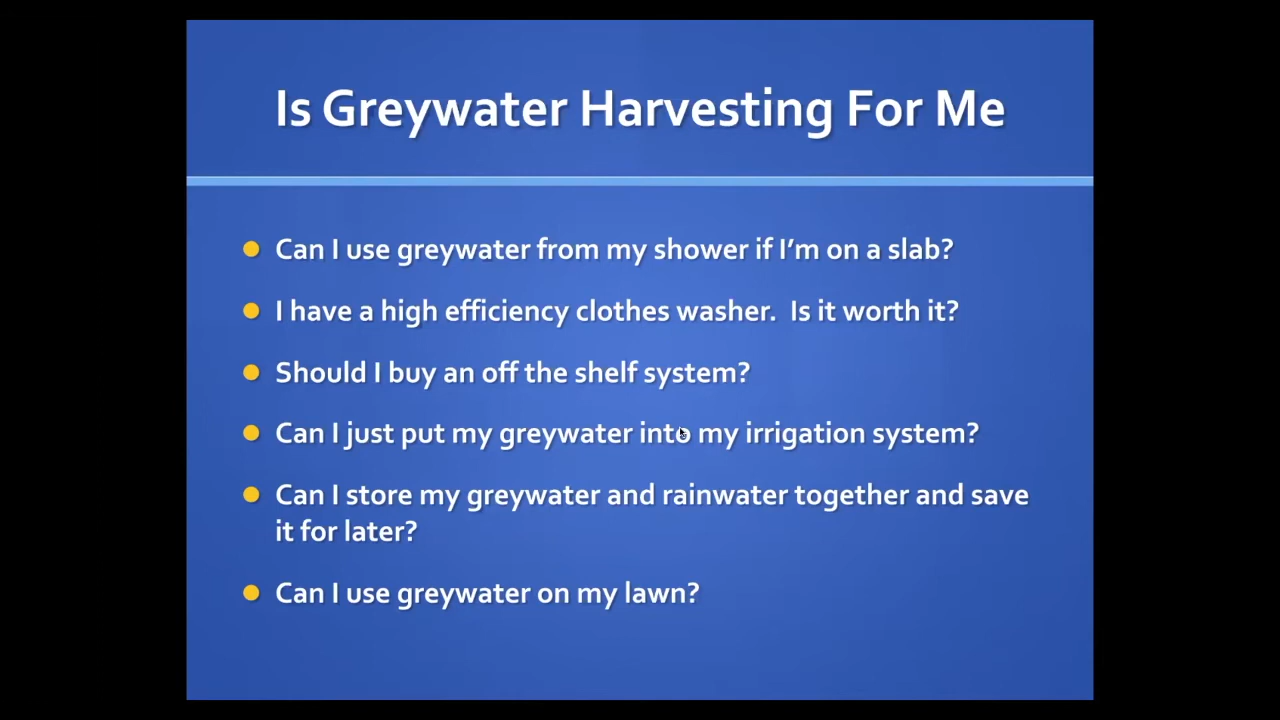 Is Greywater Harvesting For Me
Can I use greywater from my shower if I’m on a slab?
I have a high efficiency clothes washer.  Is it worth it?
Should I buy an off the shelf system?
Can I just put my greywater into my irrigation system?
Can I store my greywater and rainwater together and save
it for later?
Can I use greywater on my lawn?